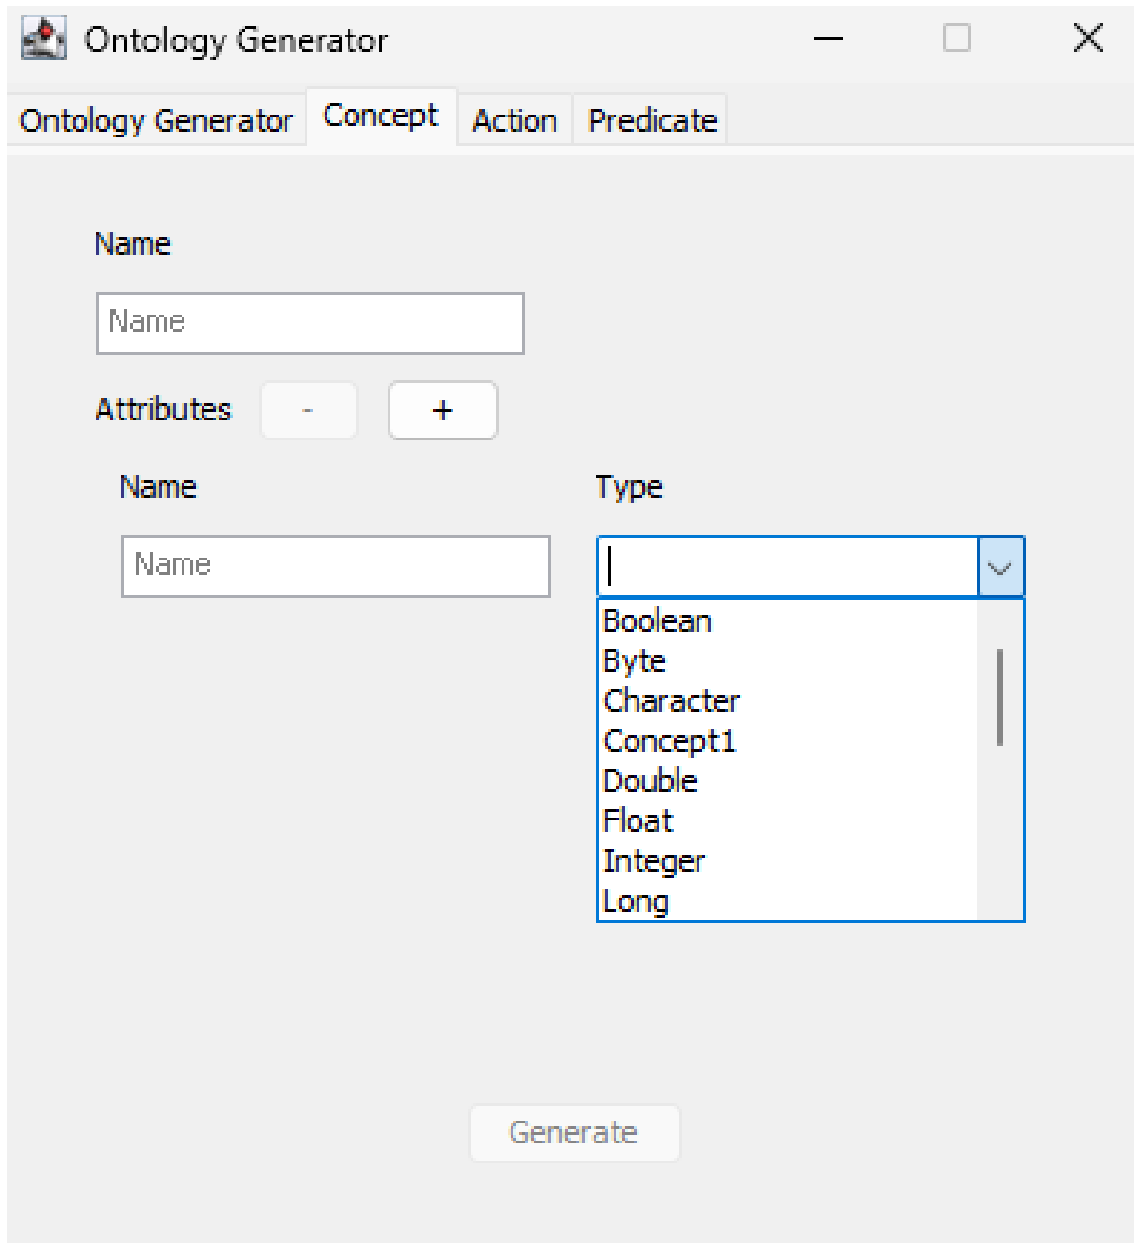 Ontology Generator
Ontology Generator Concept Action Predicate
Name
Name
Attributes - +
Name Type
Name
Boolean
Byte
Character
Concept1
Double
Float
Integer
Long
Generate